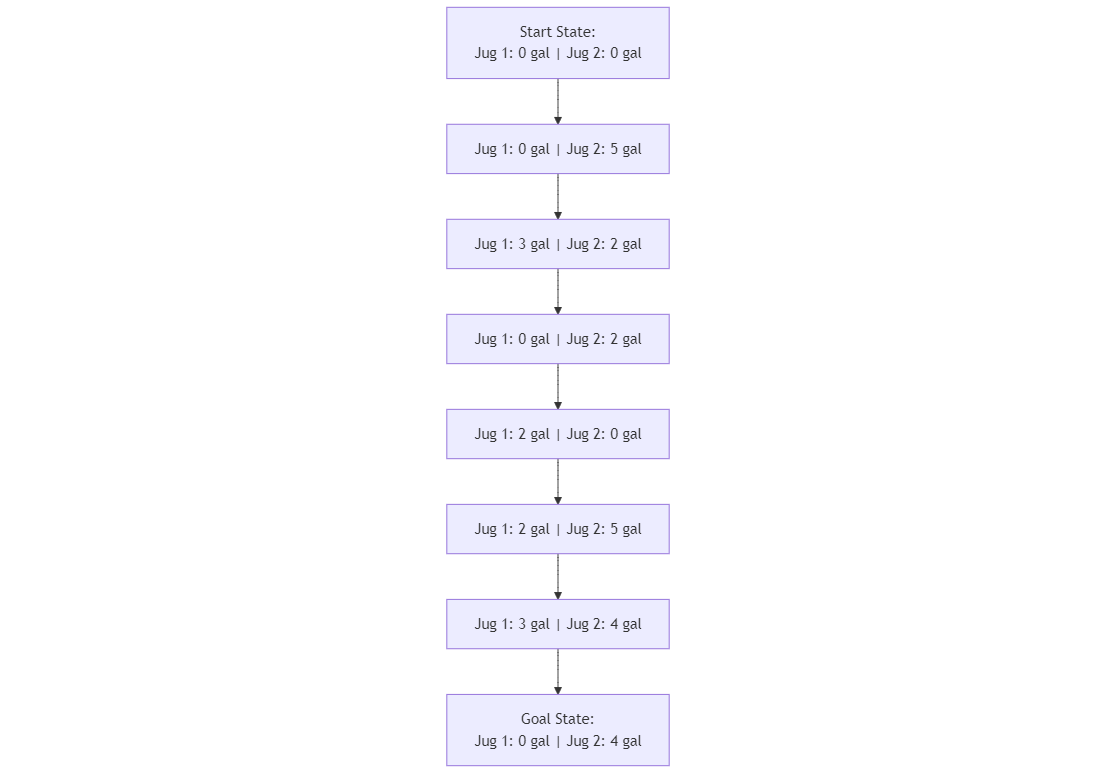 Start State:
Jug 1: 0 gal | Jug 2: 0 gal
Jug 1: 0 gal | Jug 2: 5 gal
Jug 1: 3 gal | Jug 2: 2 gal
Jug 1: 0 gal | Jug 2: 2 gal
Jug 1: 2 gal | Jug 2: 0 gal
Jug 1: 2 gal | Jug 2: 5 gal
Jug 1: 3 gal | Jug 2: 4 gal
Goal State:
Jug 1: 0 gal | Jug 2: 4 gal